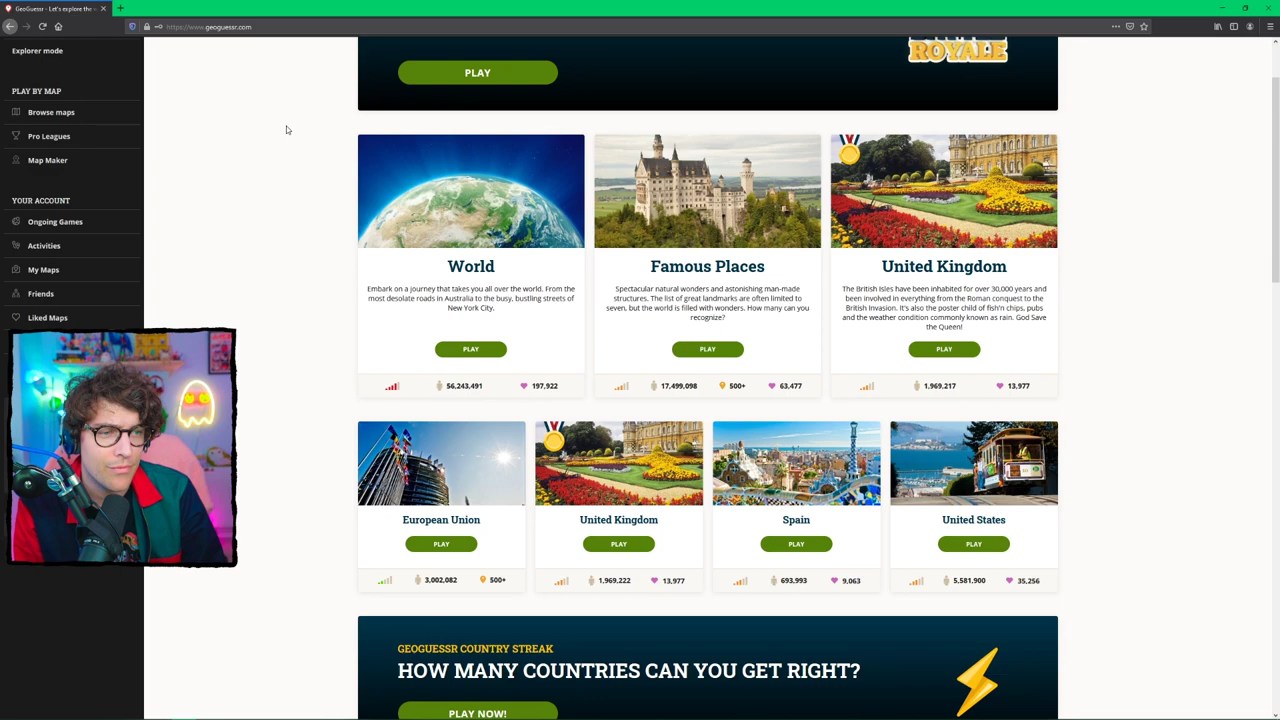 GeoGuessr - Let's explore the w
https://www.geoguessr.com
Explorer mode
PLAY BY MAP
Browse maps
Pro Leagues
Map Maker
YOUR ACCOUNT
Ongoing Games
Activities
My Maps
Friends
Liked Maps
ROYALE
PLAY
World
Embark on a journey that takes you all over the world. From the
most desolate roads in Australia to the busy, bustling streets of
New York City.
PLAY
56,243,491 197,922
Famous Places
Spectacular natural wonders and astonishing man-made
structures. The list of great landmarks are often limited to
seven, but the world is filled with wonders. How many can you
recognize?
PLAY
17,499,098 500+ 63,477
United Kingdom
The British Isles have been inhabited for over 30,000 years and
been involved in everything from the Roman conquest to the
British Invasion. It's also the poster child of fish'n chips, pubs
and the weather condition commonly known as rain. God Save
the Queen!
PLAY
1,969,217 13,977
European Union
PLAY
3,002,082 500+
United Kingdom
PLAY
1,969,222 13,977
Spain
PLAY
693,993 9,063
United States
PLAY
5,581,900 35,256
GEOGUESSR COUNTRY STREAK
HOW MANY COUNTRIES CAN YOU GET RIGHT?
PLAY NOW!